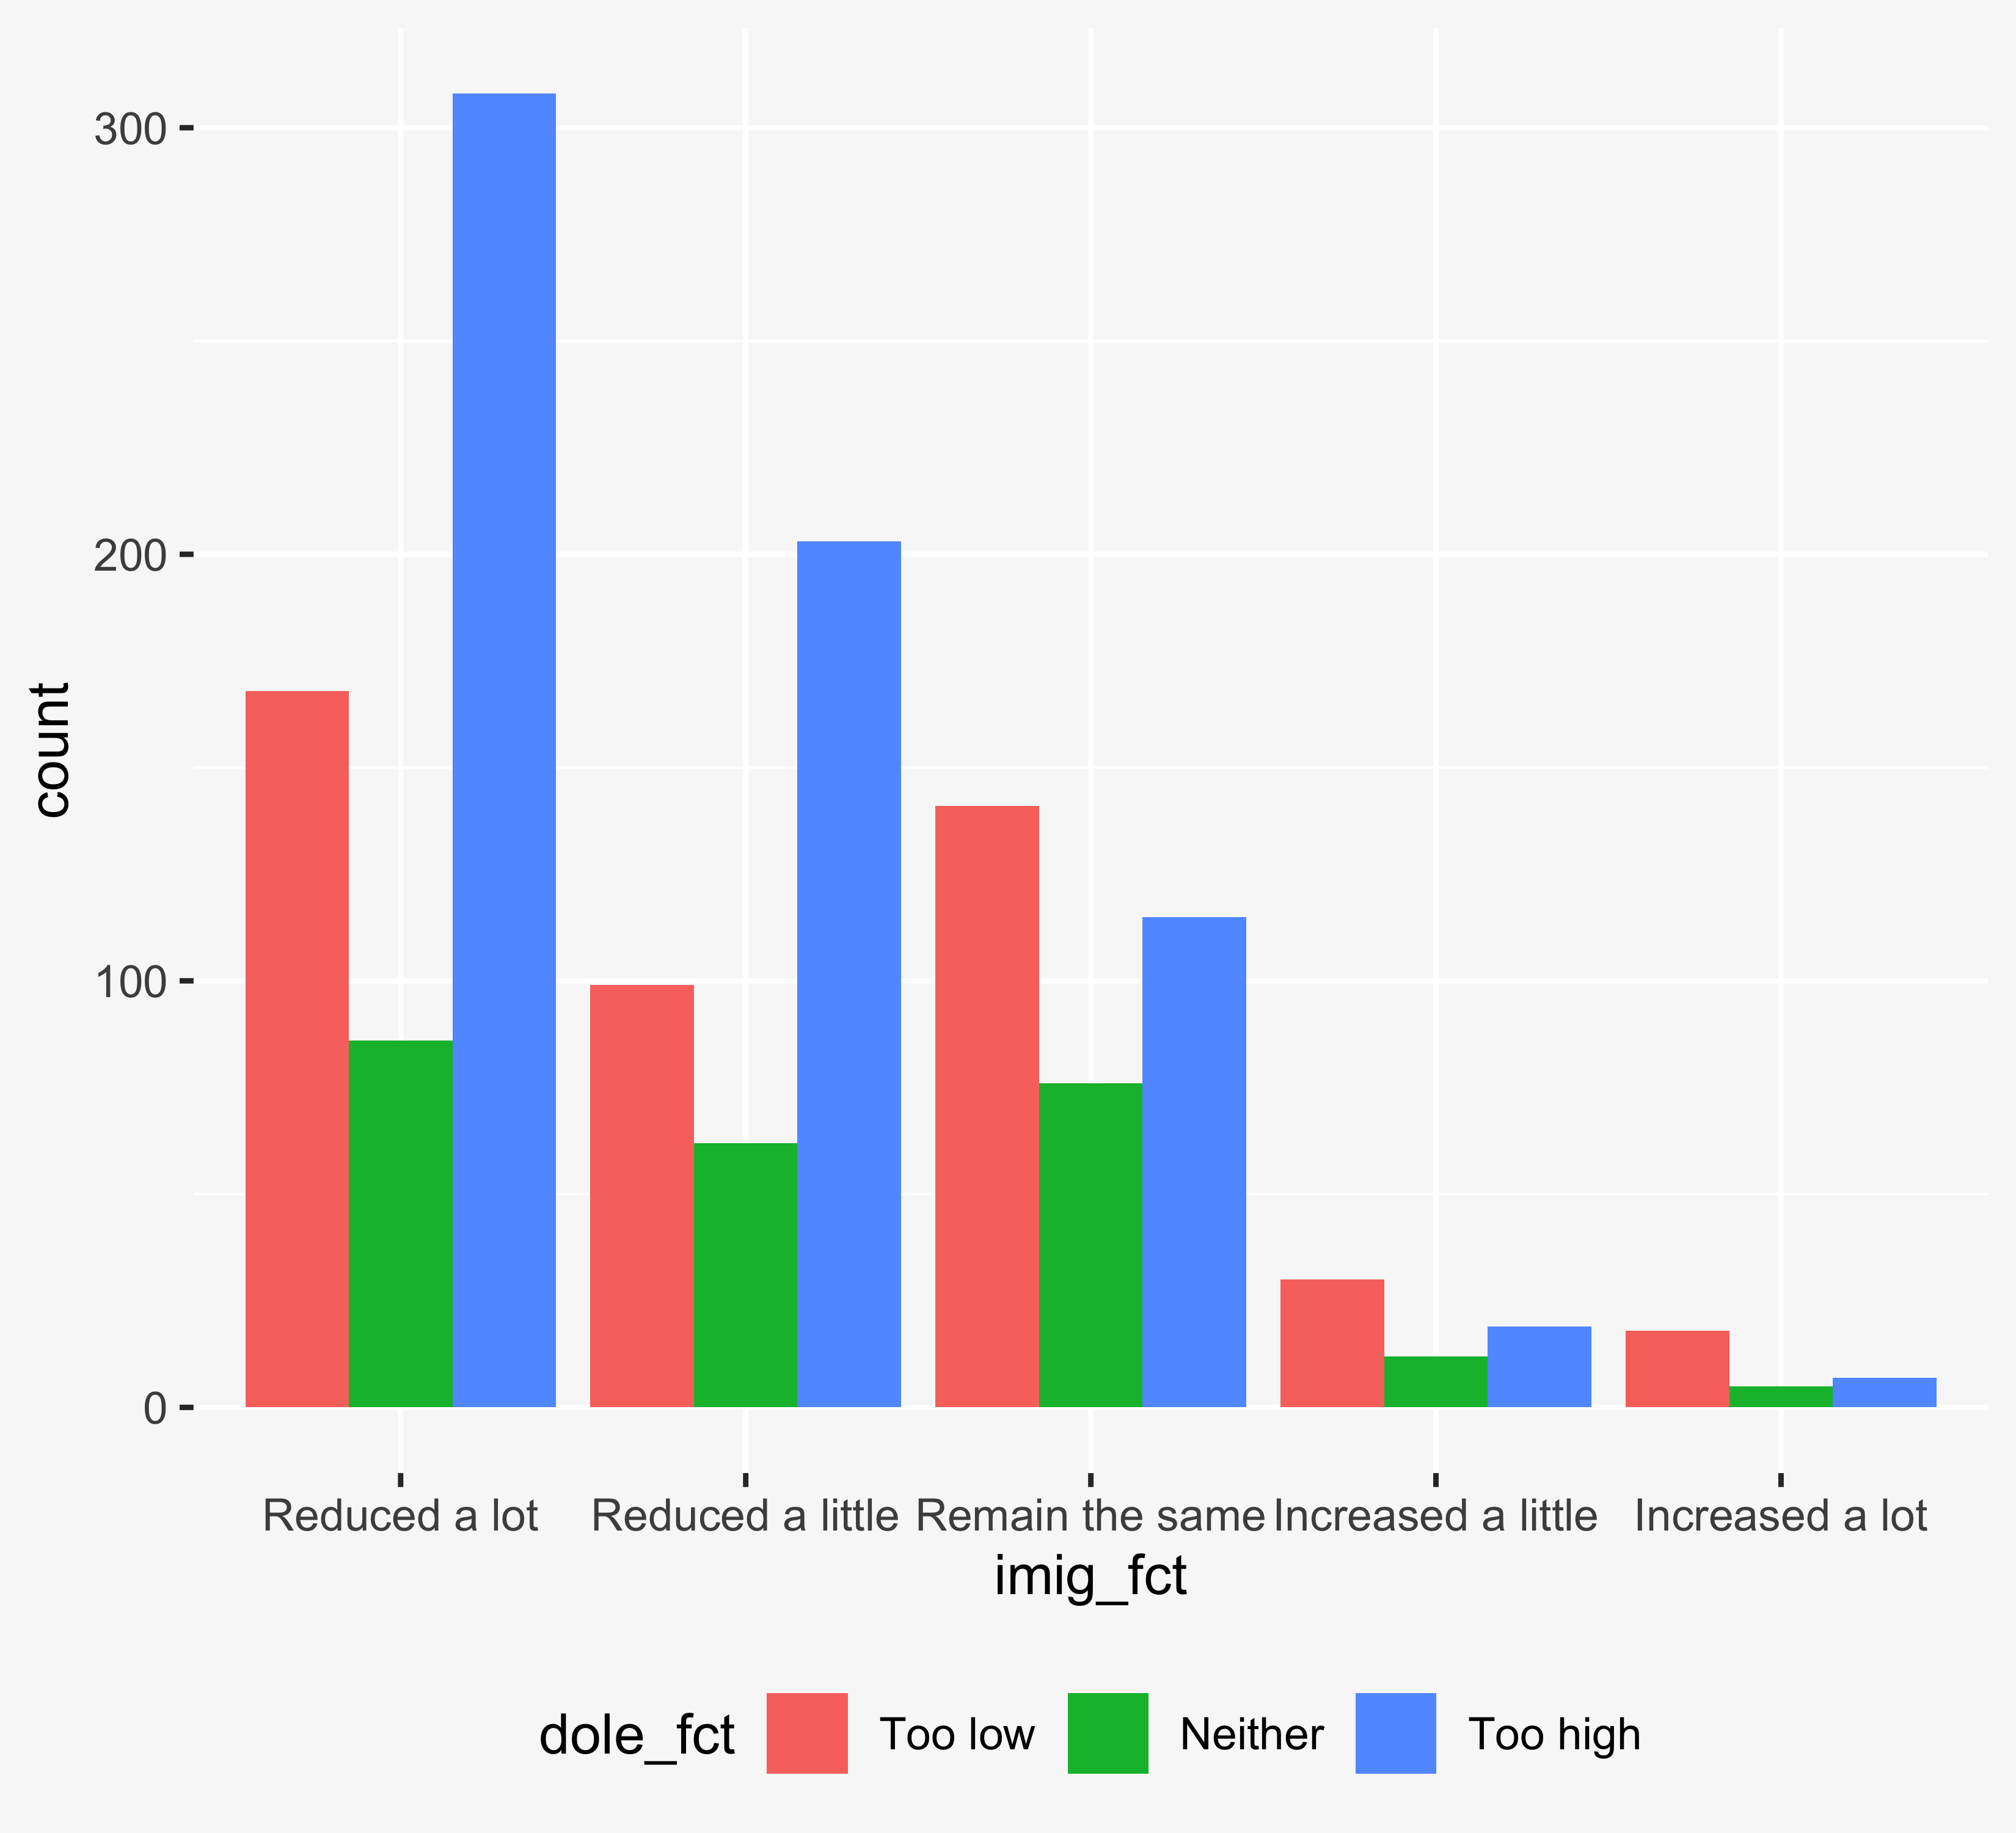 300
200
100
0
count
Reduced a lot Reduced a little Remain the same Increased a little Increased a lot
imig_fct
dole_fct Too low Neither Too high